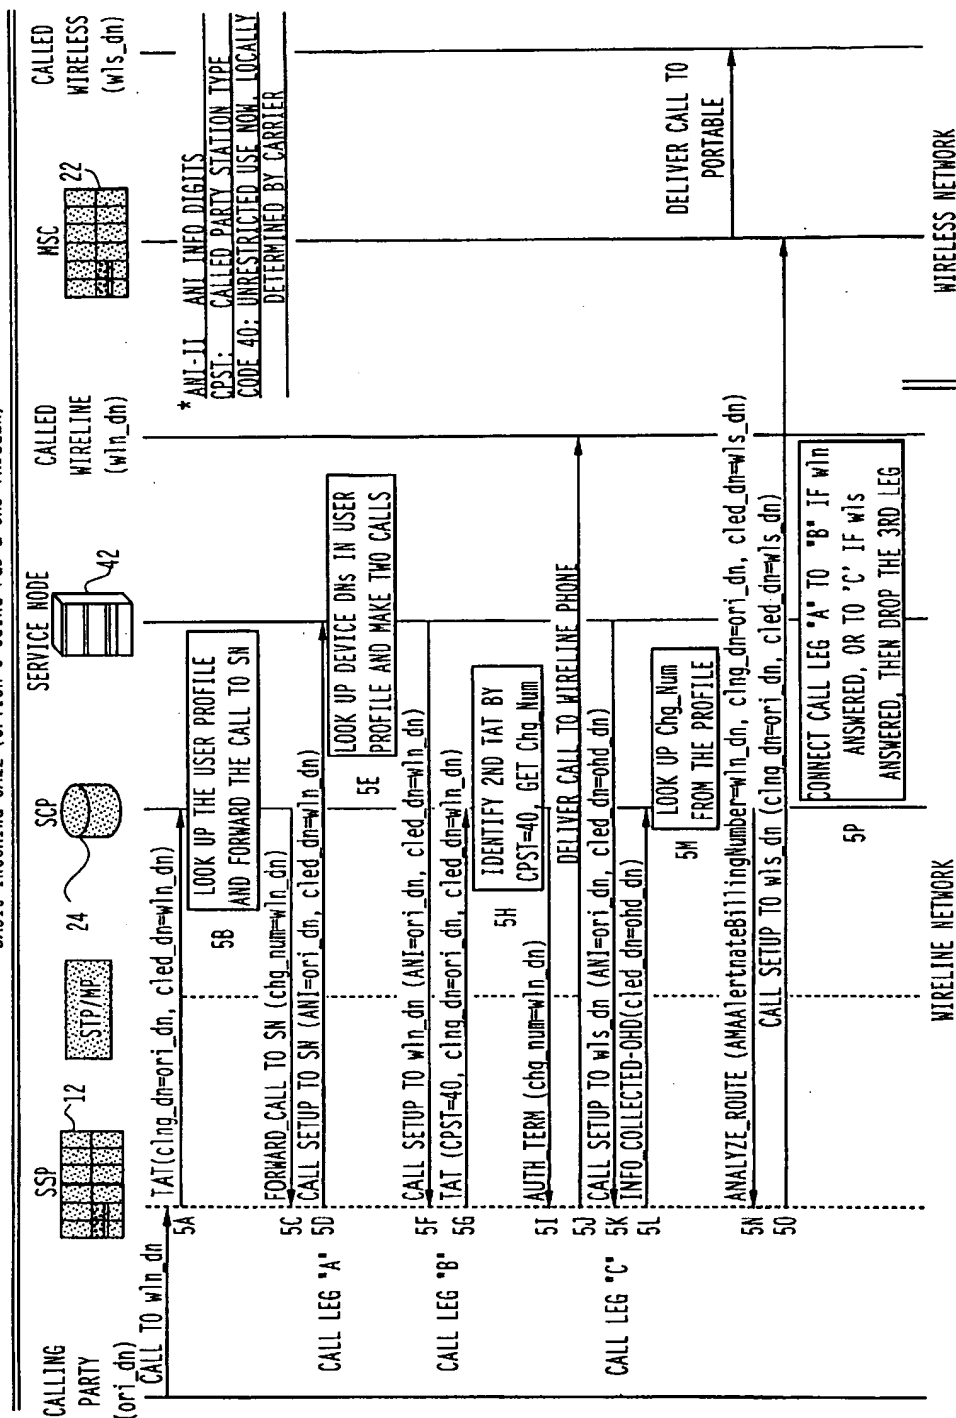 CALLING
PARTY
(ori_dn)
SSP
12
STP/MP
SCP
24
SERVICE NODE
42
CALLED
WIRELINE
(wln_dn)
MSC
22
CALLED
WIRELESS
(wls_dn)
CALL TO wln_dn
5A
TAT(clng_dn=ori_dn, cled_dn=wln_dn)
LOOK UP THE USER PROFILE
AND FORWARD THE CALL TO SN
5B
* ANI-II ANI INFO DIGITS
CPST: CALLED PARTY STATION TYPE
CODE 40: UNRESTRICTED USE NOW, LOCALLY
DETERMINED BY CARRIER
5C
FORWARD_CALL TO SN (chg_num=wln_dn)
CALL LEG "A"
5D
CALL SETUP TO SN (ANI=ori_dn, cled_dn=wln_dn)
LOOK UP DEVICE DNs IN USER
PROFILE AND MAKE TWO CALLS
5E
5F
CALL SETUP TO wln_dn (ANI=ori_dn, cled_dn=wln_dn)
CALL LEG "B"
5G
TAT (CPST=40, clng_dn=ori_dn, cled_dn=wln_dn)
IDENTIFY 2ND TAT BY
CPST=40, GET Chg_Num
5H
5I
AUTH_TERM (chg_num=wln_dn)
5J
DELIVER CALL TO WIRELINE PHONE
5K
CALL SETUP TO wls_dn (ANI=ori_dn, cled_dn=ohd_dn)
CALL LEG "C"
5L
INFO_COLLECTED-OHD(cled_dn=ohd_dn)
LOOK UP Chg_Num
FROM THE PROFILE
5M
DELIVER CALL TO
PORTABLE
5N
ANALYZE_ROUTE (AMAAlertnateBillingNumber=wln_dn, clng_dn=ori_dn, cled_dn=wls_dn)
5O
CALL SETUP TO wls_dn (clng_dn=ori_dn, cled_dn=wls_dn)
CONNECT CALL LEG "A" TO "B" IF wln
ANSWERED, OR TO 'C' IF wls
ANSWERED, THEN DROP THE 3RD LEG
5P
WIRELINE NETWORK
WIRELESS NETWORK